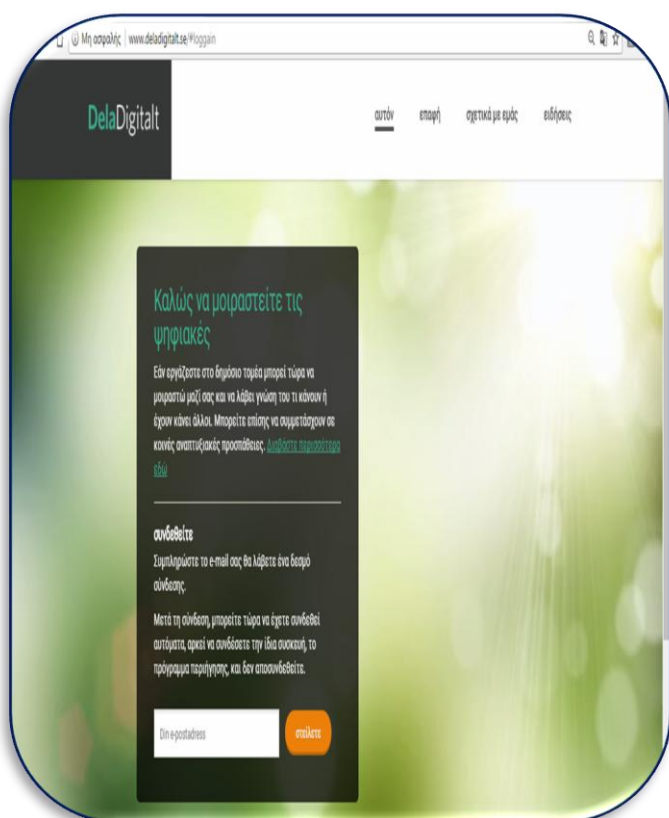 Μη ασφαλής | www.deladigitalt.se/#loggain
DelaDigitalt
αυτόν επαφή σχετικά με εμάς ειδήσεις
Καλώς να μοιραστείτε τις
ψηφιακές
Εάν εργάζεστε στο δημόσιο τομέα μπορεί τώρα να
μοιραστώ μαζί σας και να λάβει γνώση του τι κάνουν ή
έχουν κάνει άλλοι. Μπορείτε επίσης να συμμετάσχουν σε
κοινές αναπτυξιακές προσπάθειες. Διαβάστε περισσότερα
εδώ
συνδεθείτε
Συμπληρώστε το e-mail σας θα λάβετε ένα δεσμό
σύνδεσης.
Μετά τη σύνδεση, μπορείτε τώρα να έχετε συνδεθεί
αυτόματα, αρκεί να συνδέσετε την ίδια συσκευή, το
πρόγραμμα περιήγησης, και δεν αποσυνδεθείτε.
Din e-postadress στείλετε